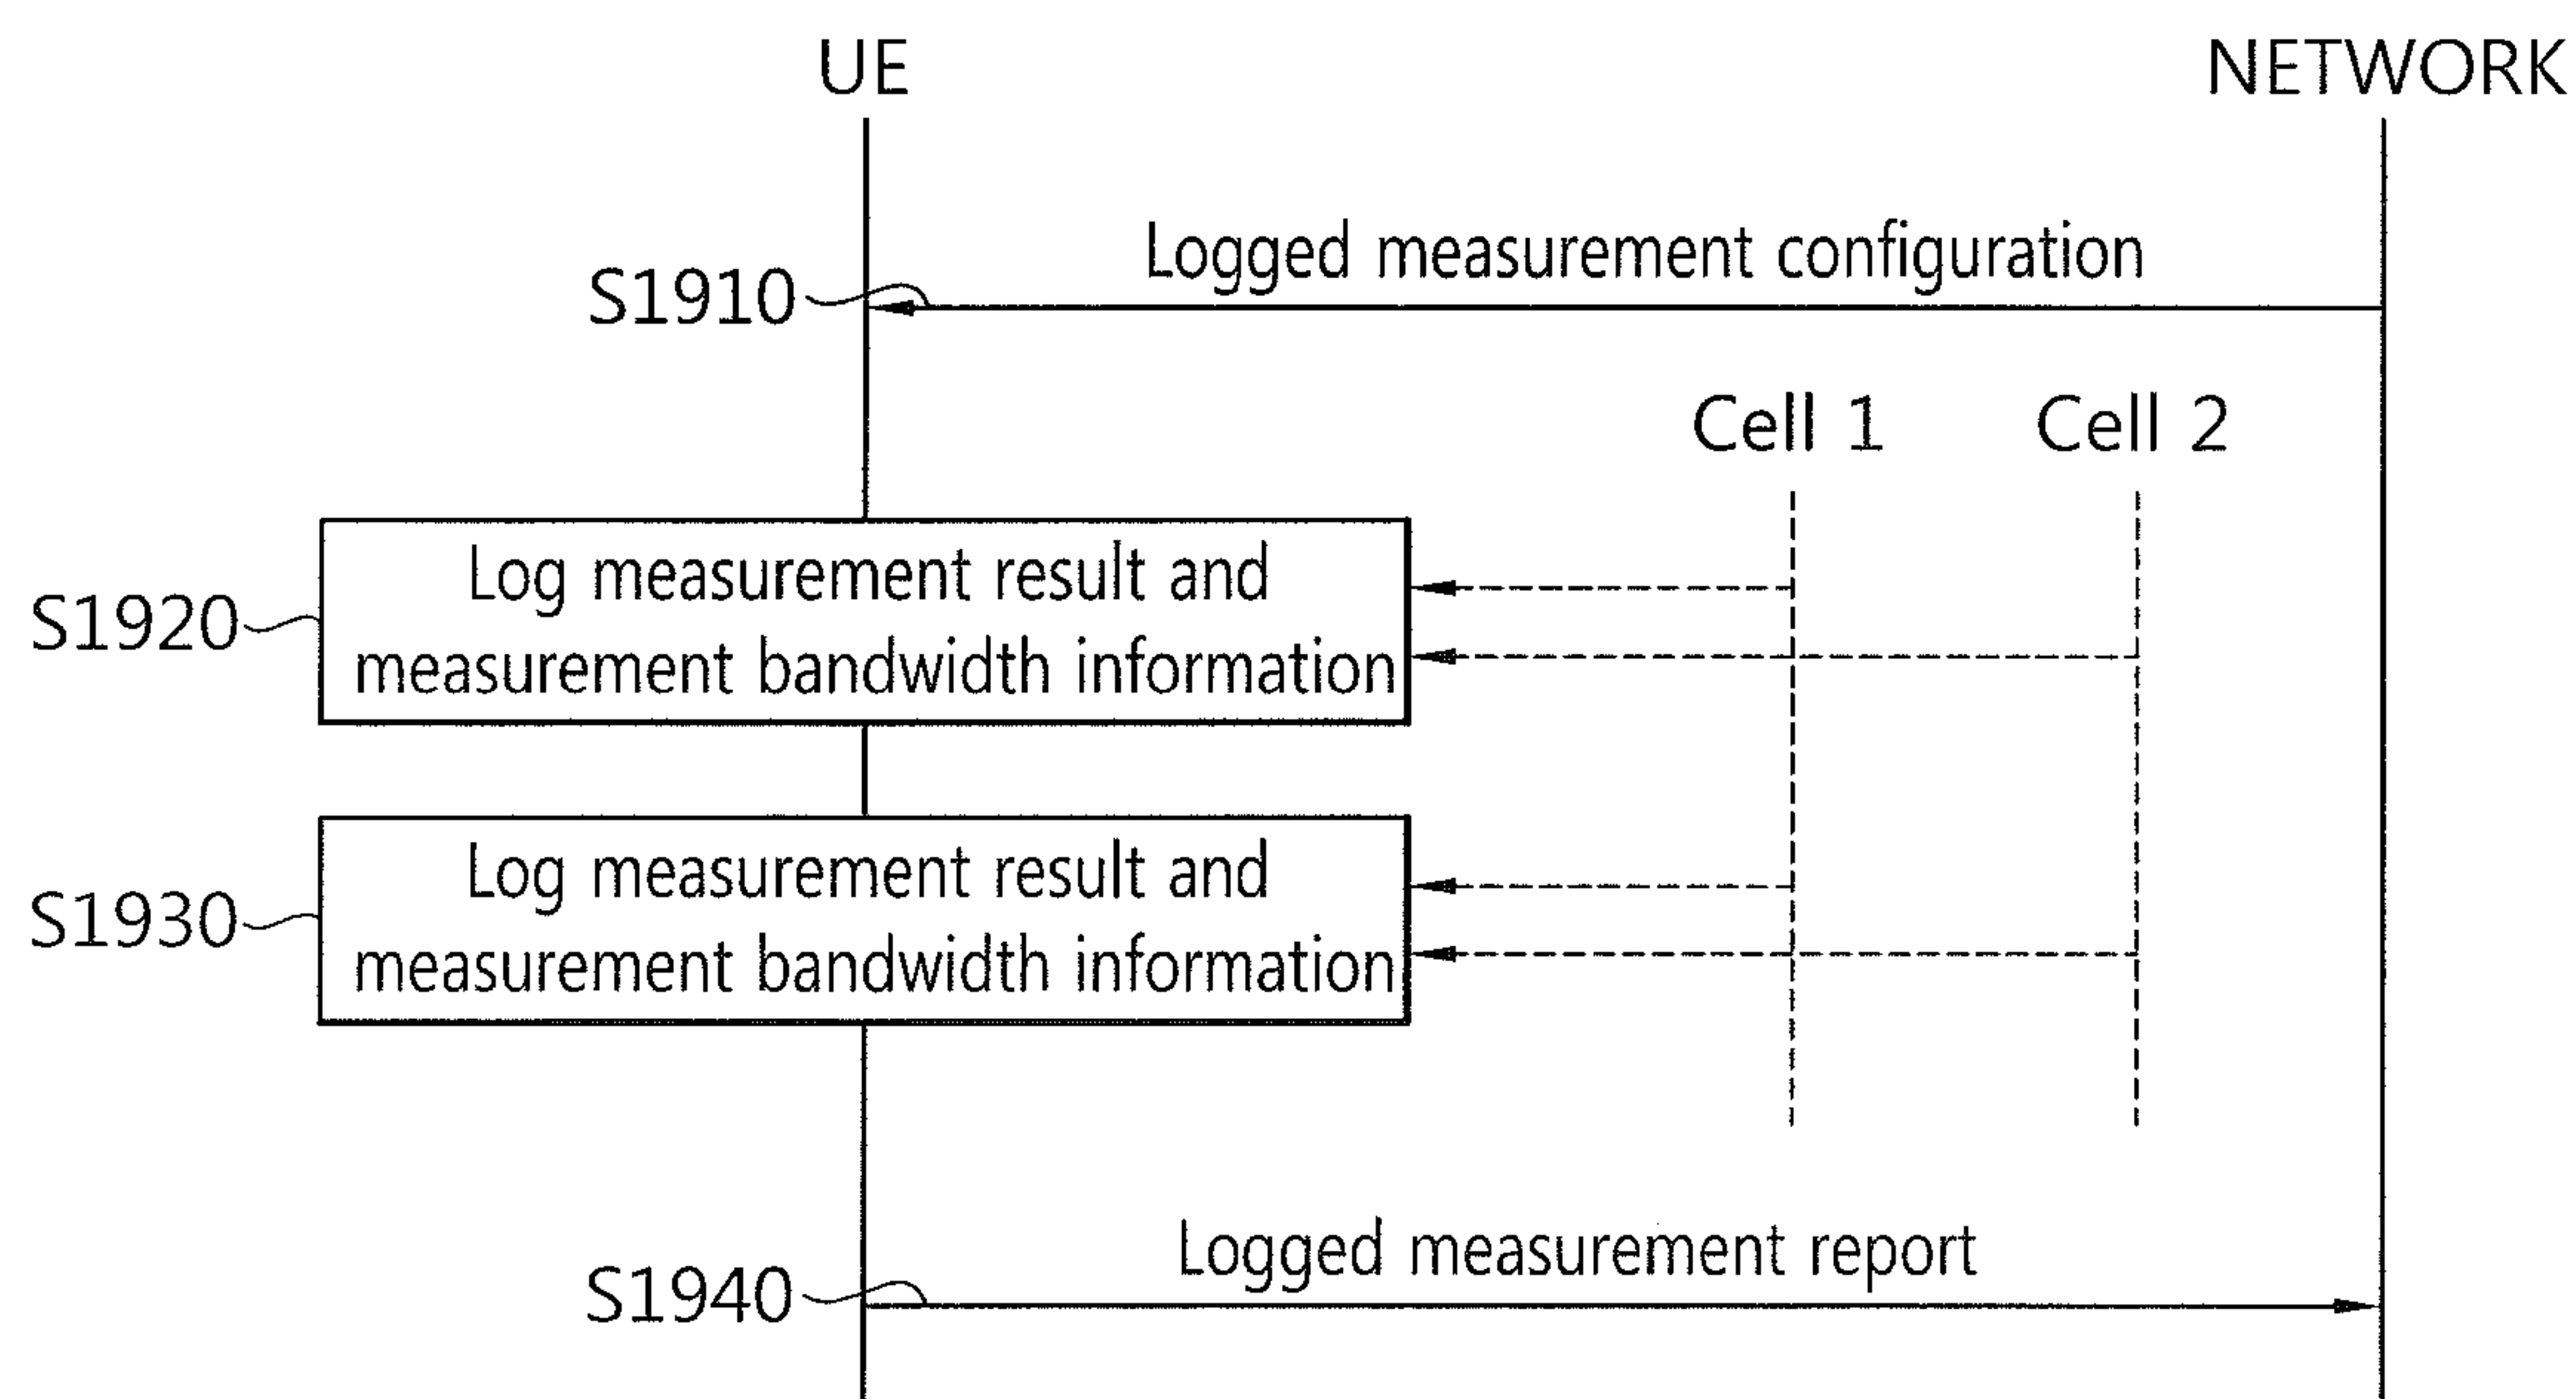 UE
NETWORK
Logged measurement configuration
S1910
Cell 1
Cell 2
Log measurement result and
measurement bandwidth information
S1920
Log measurement result and
measurement bandwidth information
S1930
Logged measurement report
S1940